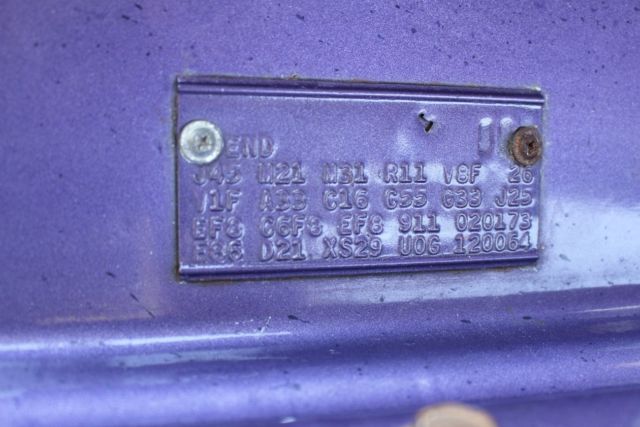 END
J45 M21 M31 R11 V8F 26
V1F A33 C16 C55 G33 J25
EF8 C6F8 EF8 911 020173
E86 D21 XS29 U0G 120064